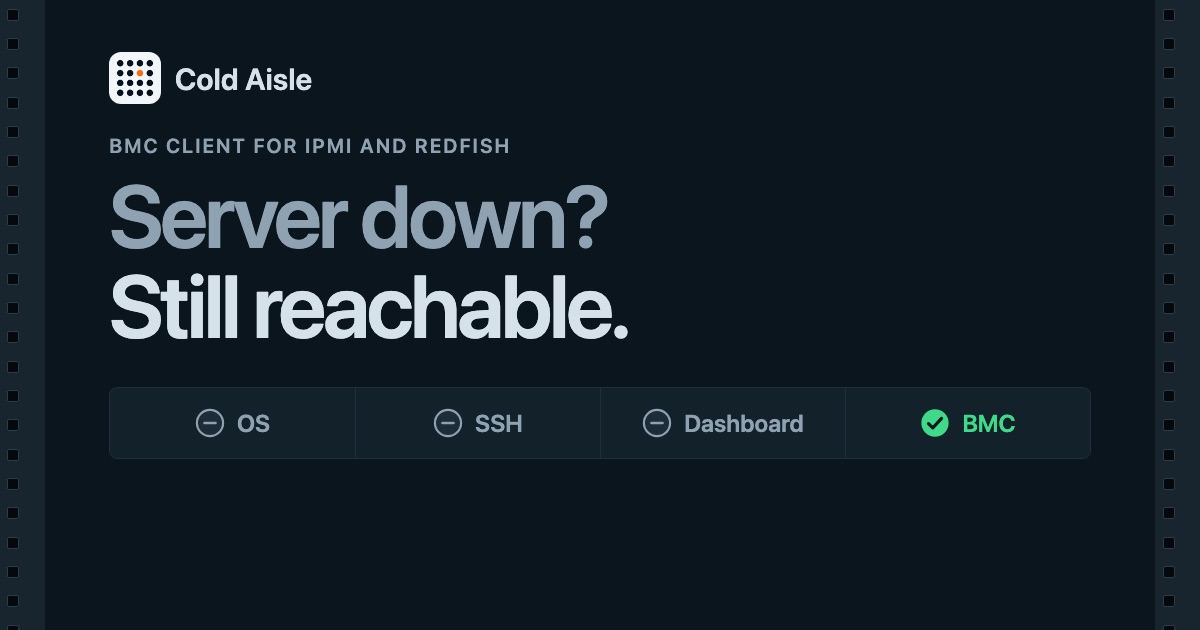 Cold Aisle
BMC CLIENT FOR IPMI AND REDFISH
Server down?
Still reachable.
OS
SSH
Dashboard
BMC